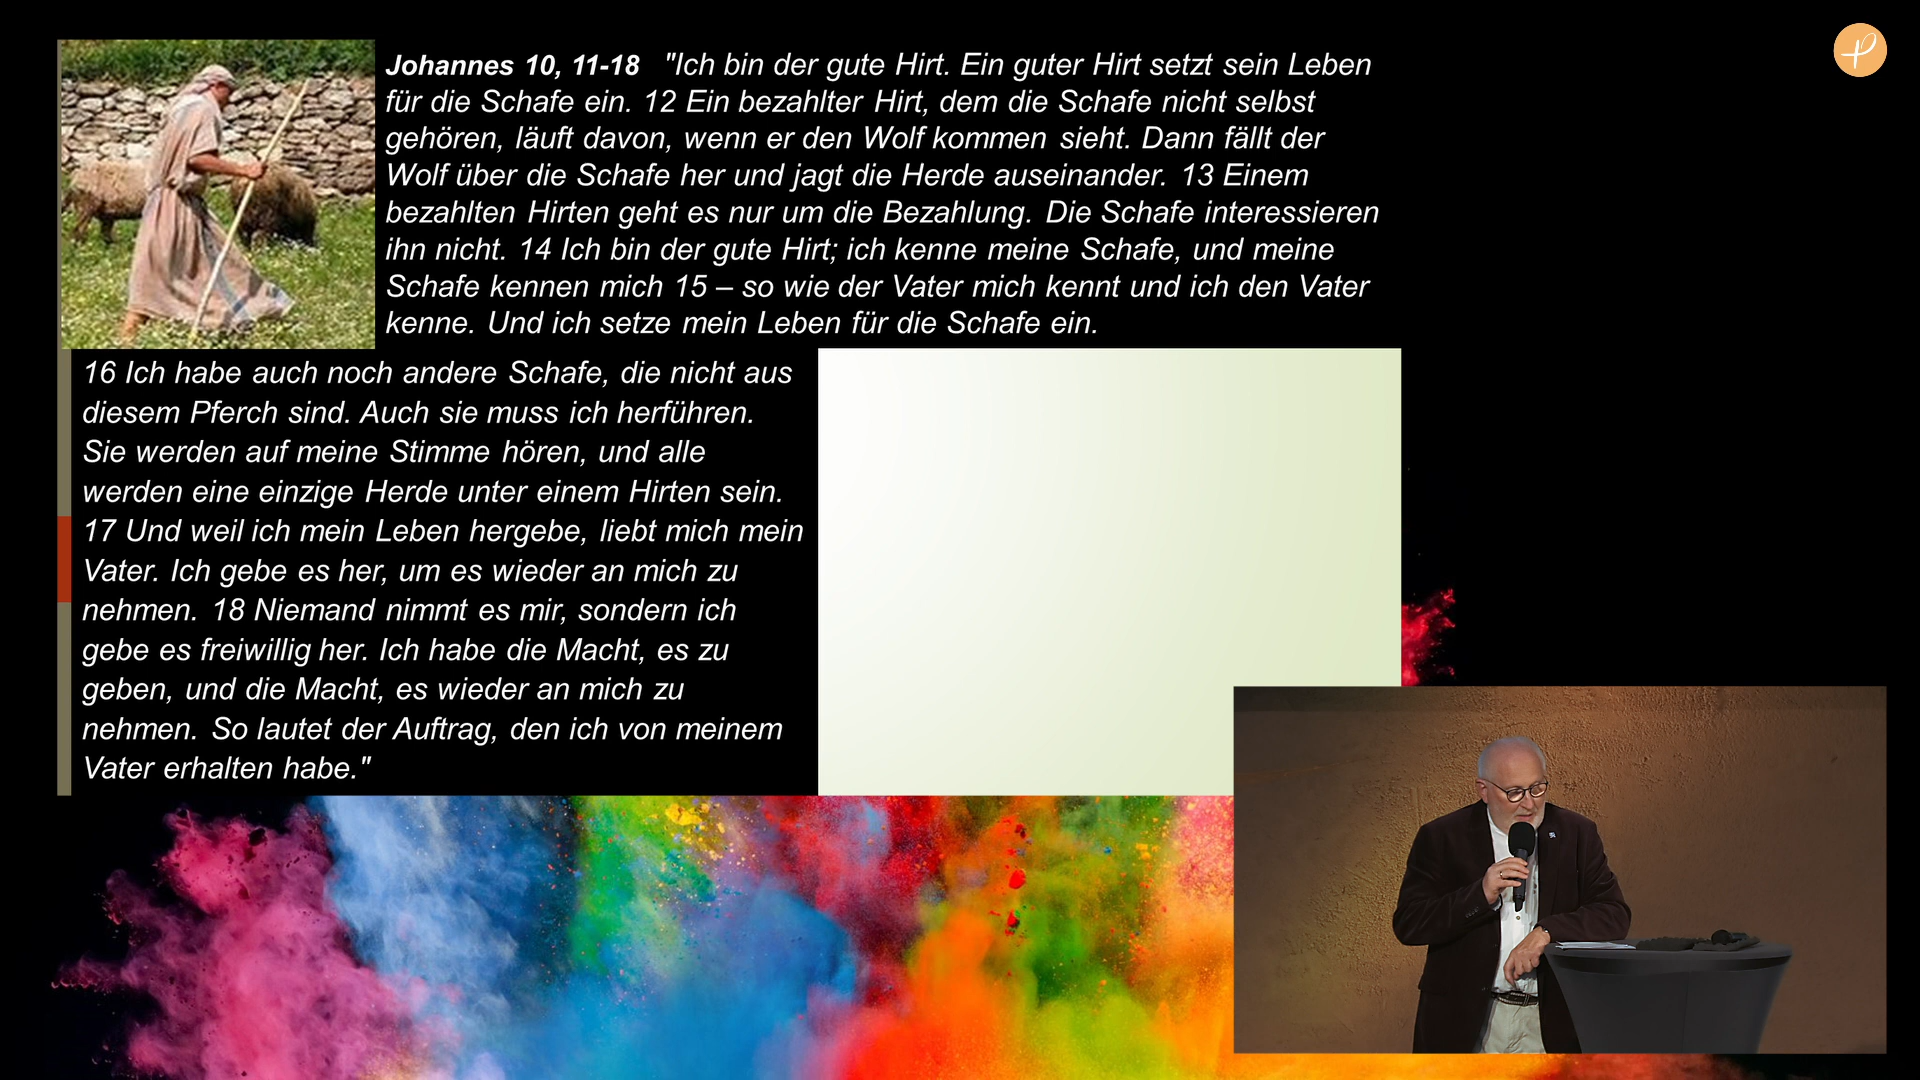 Johannes 10, 11-18 "Ich bin der gute Hirt. Ein guter Hirt setzt sein Leben
für die Schafe ein. 12 Ein bezahlter Hirt, dem die Schafe nicht selbst
gehören, läuft davon, wenn er den Wolf kommen sieht. Dann fällt der
Wolf über die Schafe her und jagt die Herde auseinander. 13 Einem
bezahlten Hirten geht es nur um die Bezahlung. Die Schafe interessieren
ihn nicht. 14 Ich bin der gute Hirt; ich kenne meine Schafe, und meine
Schafe kennen mich 15 – so wie der Vater mich kennt und ich den Vater
kenne. Und ich setze mein Leben für die Schafe ein.
16 Ich habe auch noch andere Schafe, die nicht aus
diesem Pferch sind. Auch sie muss ich herführen.
Sie werden auf meine Stimme hören, und alle
werden eine einzige Herde unter einem Hirten sein.
17 Und weil ich mein Leben hergebe, liebt mich mein
Vater. Ich gebe es her, um es wieder an mich zu
nehmen. 18 Niemand nimmt es mir, sondern ich
gebe es freiwillig her. Ich habe die Macht, es zu
geben, und die Macht, es wieder an mich zu
nehmen. So lautet der Auftrag, den ich von meinem
Vater erhalten habe."